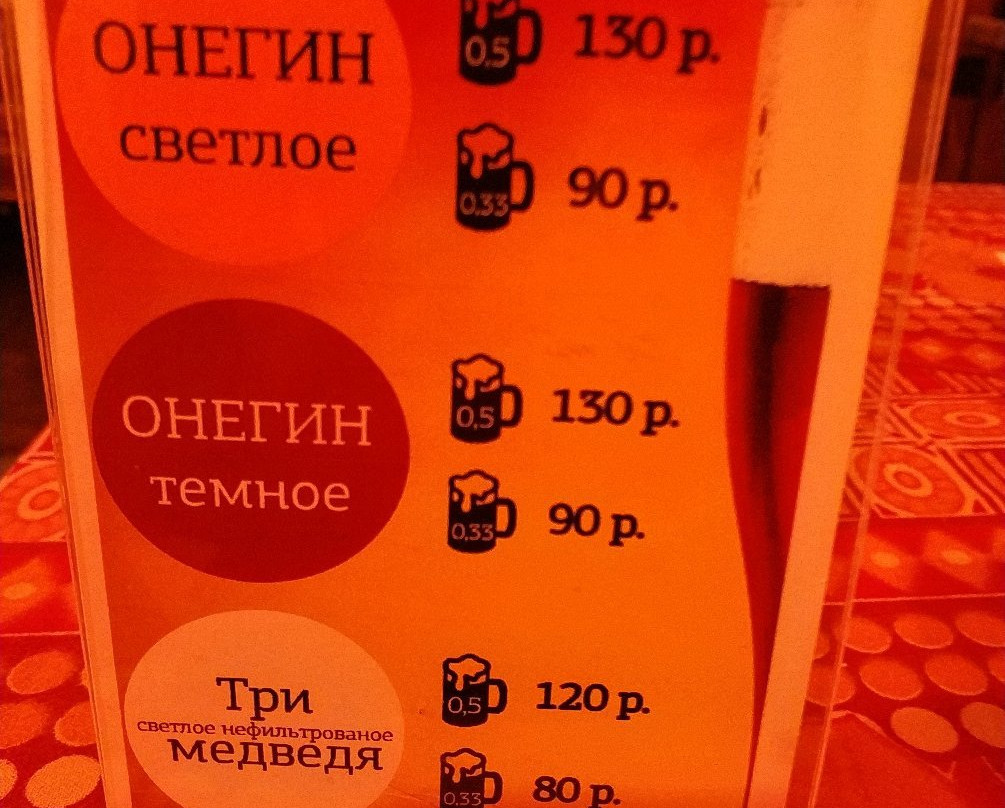 ОНЕГИН
светлое
0.5 130 р.
0.33 90 р.
ОНЕГИН
темное
0,5 130 р.
0,33 90 р.
Три
светлое нефильтрованое
медведя
0,5 120 р.
0.33 80 р.